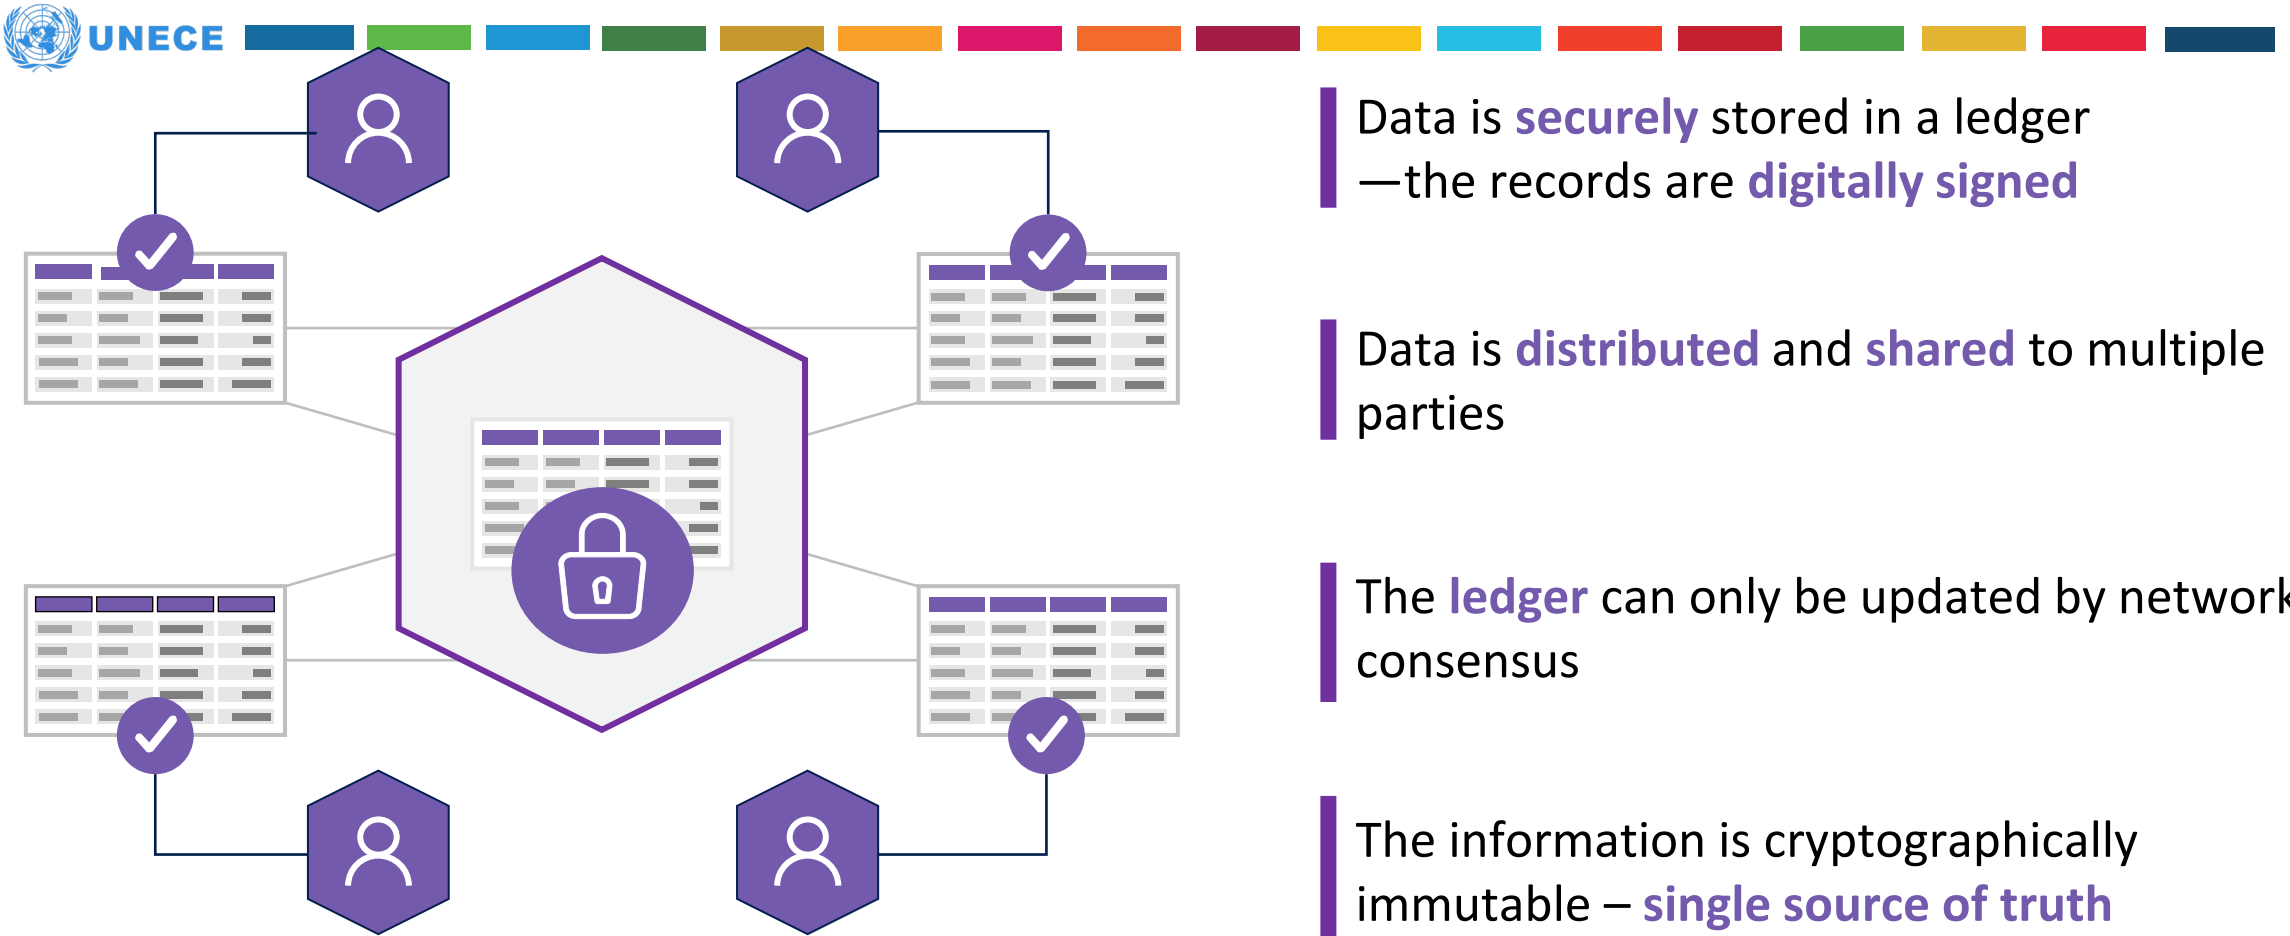 UNECE
Data is securely stored in a ledger
—the records are digitally signed
Data is distributed and shared to multiple
parties
The ledger can only be updated by network
consensus
The information is cryptographically
immutable – single source of truth